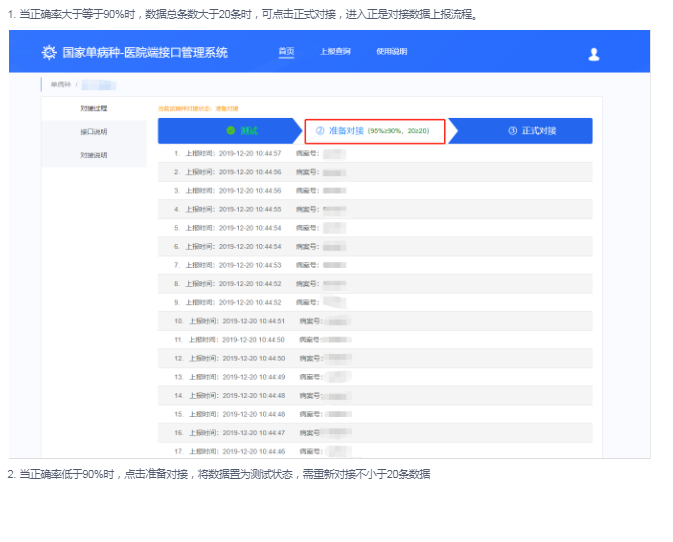 1. 当正确率大于等于90%时，数据总条数大于20条时，可点击正式对接，进入正是对接数据上报流程。
国家单病种-医院端接口管理系统 首页 上报查询 使用说明
单病种 /
对接过程 当前该病种对接状态：准备对接
测试 ② 准备对接 (95%≥90%，20≥20) ③ 正式对接
接口说明
对接说明
1. 上报时间：2019-12-20 10:44:57 病案号：
2. 上报时间：2019-12-20 10:44:56 病案号：
3. 上报时间：2019-12-20 10:44:56 病案号：
4. 上报时间：2019-12-20 10:44:55 病案号：
5. 上报时间：2019-12-20 10:44:54 病案号：
6. 上报时间：2019-12-20 10:44:54 病案号：
7. 上报时间：2019-12-20 10:44:53 病案号：
8. 上报时间：2019-12-20 10:44:52 病案号：
9. 上报时间：2019-12-20 10:44:52 病案号：
10. 上报时间：2019-12-20 10:44:51 病案号：
11. 上报时间：2019-12-20 10:44:50 病案号：
12. 上报时间：2019-12-20 10:44:50 病案号：
13. 上报时间：2019-12-20 10:44:49 病案号：
14. 上报时间：2019-12-20 10:44:48 病案号：
15. 上报时间：2019-12-20 10:44:48 病案号：
16. 上报时间：2019-12-20 10:44:47 病案号：
17. 上报时间：2019-12-20 10:44:46 病案号：
2. 当正确率低于90%时，点击准备对接，将数据置为测试状态，需重新对接不小于20条数据